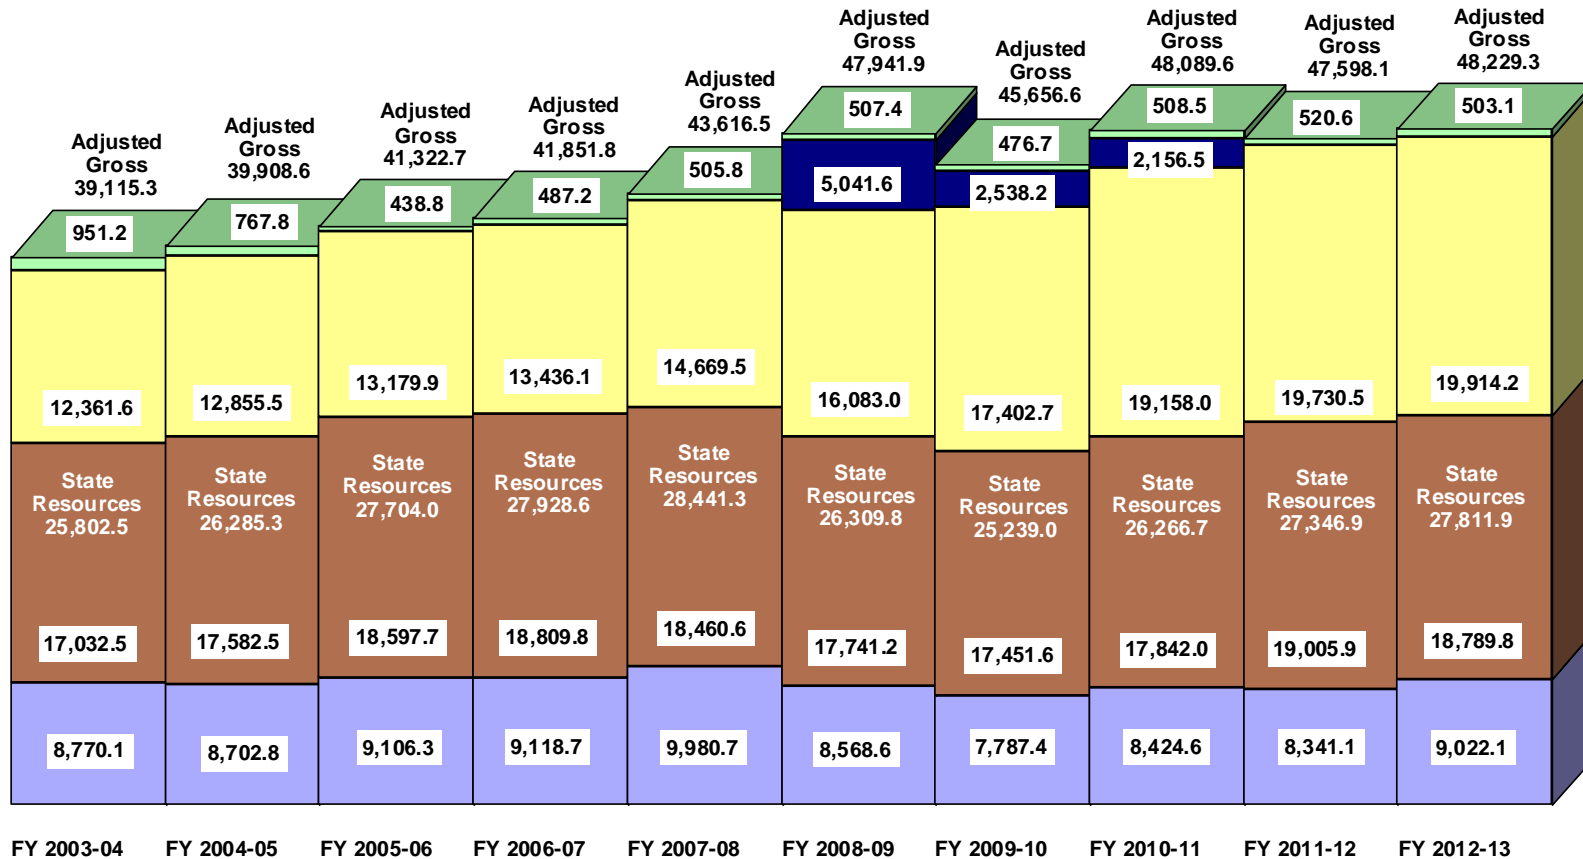 Adjusted
Gross
39,115.3
951.2
12,361.6
State
Resources
25,802.5
17,032.5
8,770.1
FY 2003-04
Adjusted
Gross
39,908.6
767.8
12,855.5
State
Resources
26,285.3
17,582.5
8,702.8
FY 2004-05
Adjusted
Gross
41,322.7
438.8
13,179.9
State
Resources
27,704.0
18,597.7
9,106.3
FY 2005-06
Adjusted
Gross
41,851.8
487.2
13,436.1
State
Resources
27,928.6
18,809.8
9,118.7
FY 2006-07
Adjusted
Gross
43,616.5
505.8
14,669.5
State
Resources
28,441.3
18,460.6
9,980.7
FY 2007-08
Adjusted
Gross
47,941.9
507.4
5,041.6
16,083.0
State
Resources
26,309.8
17,741.2
8,568.6
FY 2008-09
Adjusted
Gross
45,656.6
476.7
2,538.2
17,402.7
State
Resources
25,239.0
17,451.6
7,787.4
FY 2009-10
Adjusted
Gross
48,089.6
508.5
2,156.5
19,158.0
State
Resources
26,266.7
17,842.0
8,424.6
FY 2010-11
Adjusted
Gross
47,598.1
520.6
19,730.5
State
Resources
27,346.9
19,005.9
8,341.1
FY 2011-12
Adjusted
Gross
48,229.3
503.1
19,914.2
State
Resources
27,811.9
18,789.8
9,022.1
FY 2012-13